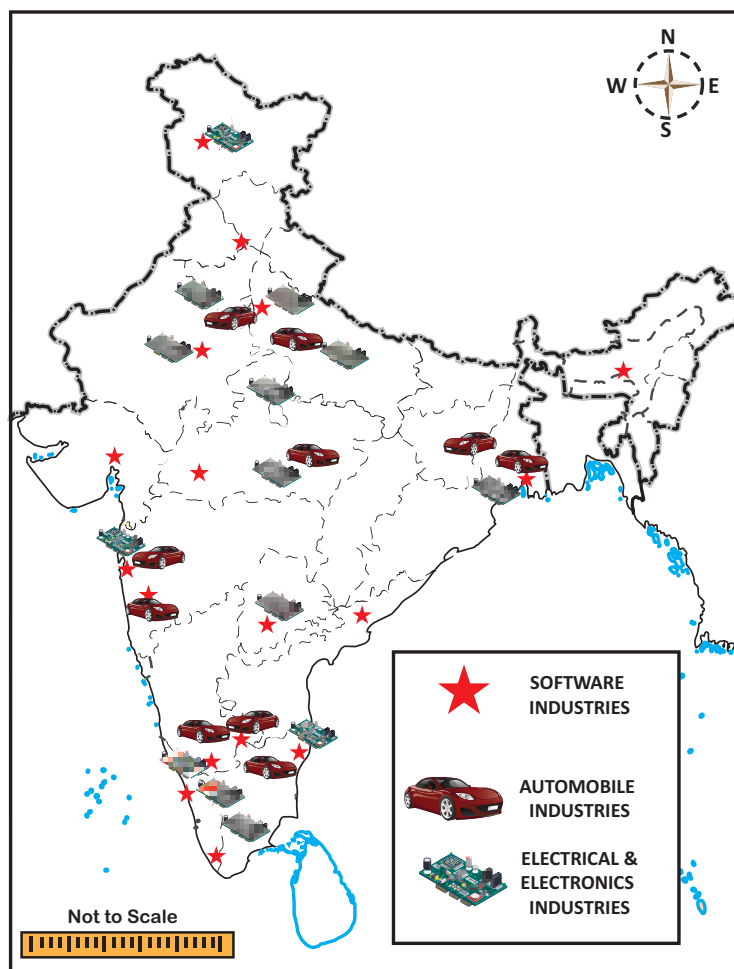 N
W E
S
SOFTWARE
INDUSTRIES
AUTOMOBILE
INDUSTRIES
ELECTRICAL &
ELECTRONICS
INDUSTRIES
Not to Scale